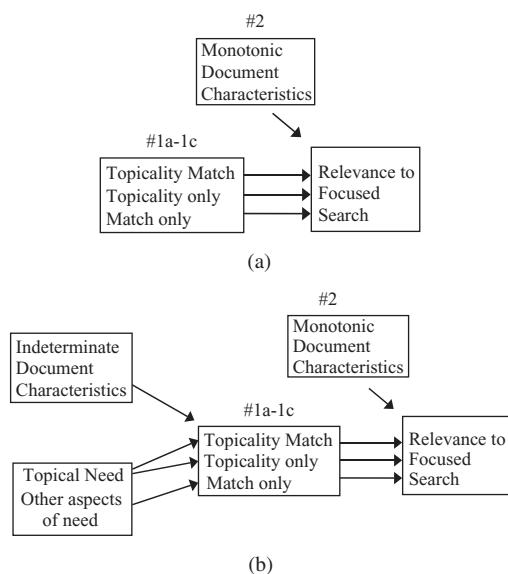 #2
Monotonic
Document
Characteristics
#1a-1c
Topicality Match
Topicality only
Match only
Relevance to
Focused
Search
(a)
#2
Monotonic
Document
Characteristics
Indeterminate
Document
Characteristics
#1a-1c
Topicality Match
Topicality only
Match only
Relevance to
Focused
Search
Topical Need
Other aspects
of need
(b)